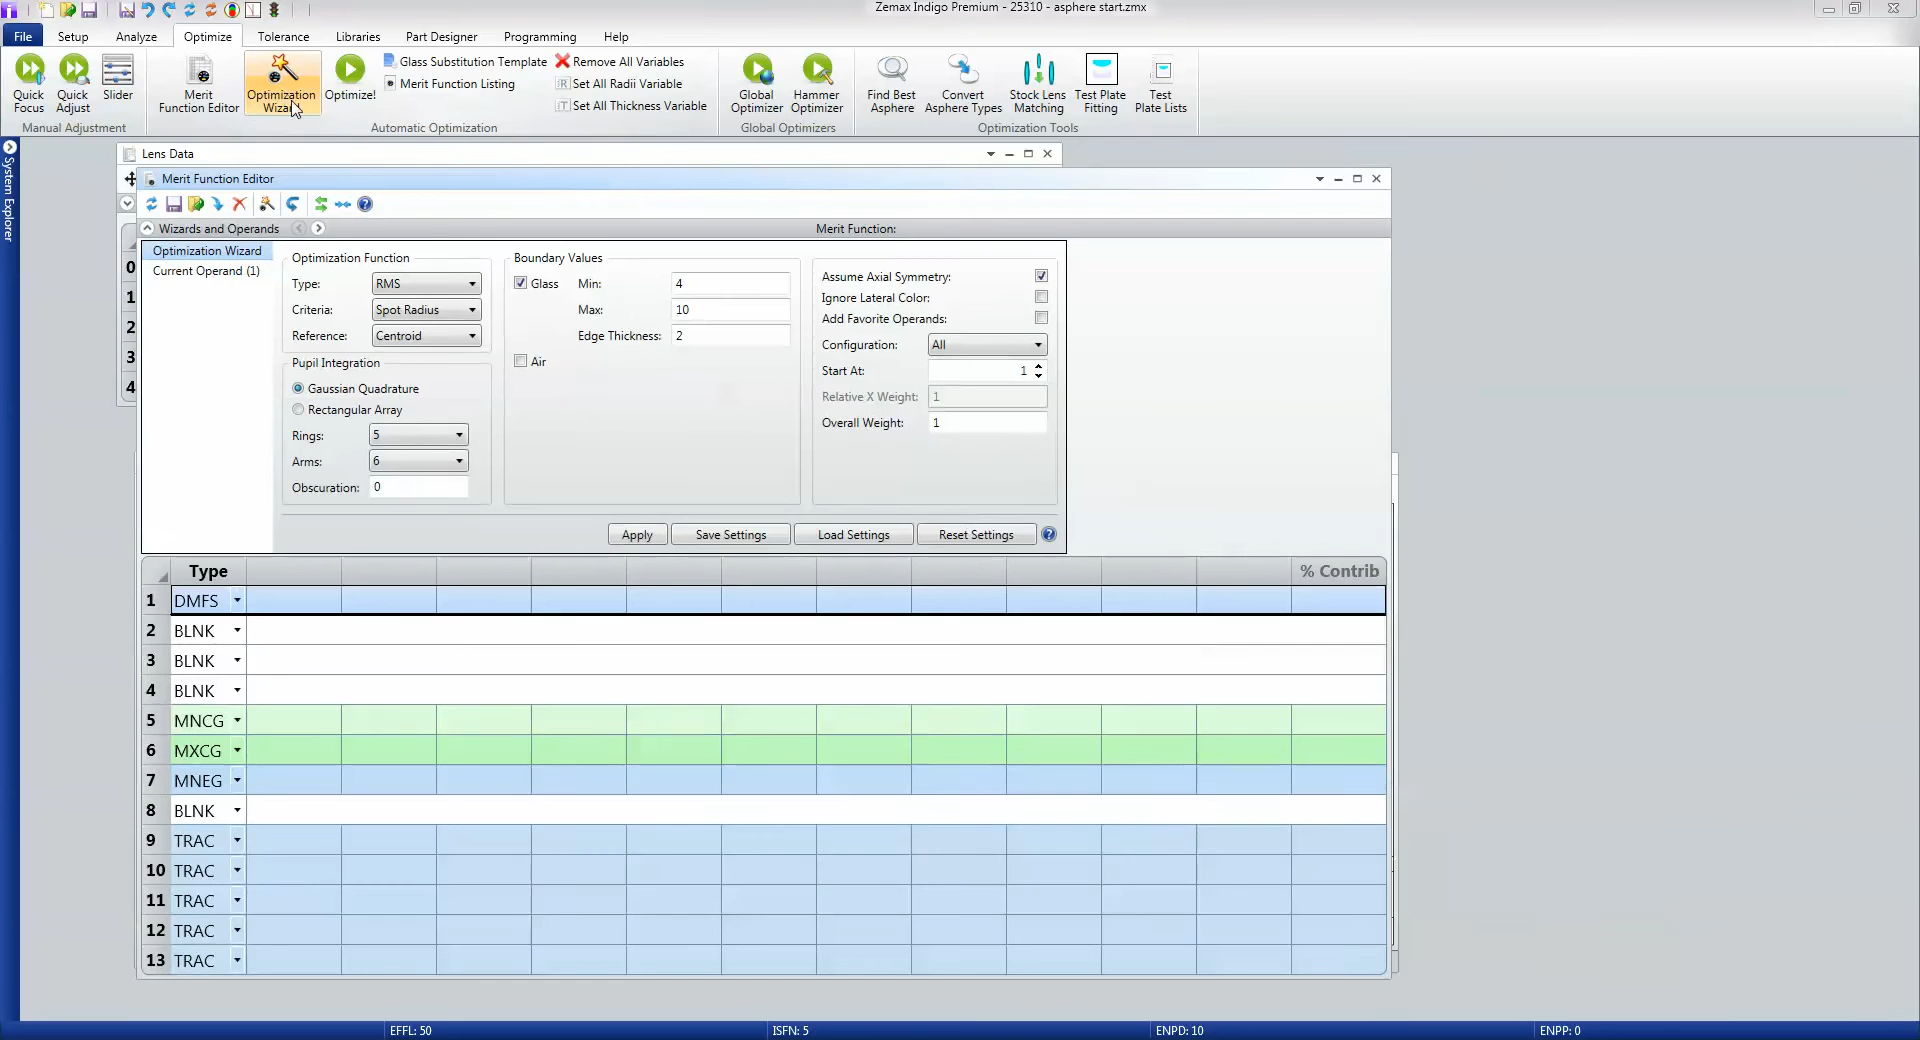 Zemax Indigo Premium - 25310 - asphere start.zmx
File Setup Analyze Optimize Tolerance Libraries Part Designer Programming Help
Quick Focus
Quick Adjust
Slider
Manual Adjustment
Merit Function Editor
Optimization Wizard
Optimize!
Glass Substitution Template
Merit Function Listing
Remove All Variables
Set All Radii Variable
Set All Thickness Variable
Automatic Optimization
Global Optimizer
Hammer Optimizer
Global Optimizers
Find Best Asphere
Convert Asphere Types
Stock Lens Matching
Test Plate Fitting
Test Plate Lists
Optimization Tools
System Explorer
Lens Data
0
1
2
3
4
Merit Function Editor
Wizards and Operands
Merit Function:
Optimization Wizard
Current Operand (1)
Optimization Function
Type: RMS
Criteria: Spot Radius
Reference: Centroid
Pupil Integration
Gaussian Quadrature
Rectangular Array
Rings: 5
Arms: 6
Obscuration: 0
Boundary Values
Glass Min: 4
Max: 10
Edge Thickness: 2
Air
Assume Axial Symmetry:
Ignore Lateral Color:
Add Favorite Operands:
Configuration: All
Start At: 1
Relative X Weight: 1
Overall Weight: 1
Apply Save Settings Load Settings Reset Settings
Type % Contrib
1 DMFS
2 BLNK
3 BLNK
4 BLNK
5 MNCG
6 MXCG
7 MNEG
8 BLNK
9 TRAC
10 TRAC
11 TRAC
12 TRAC
13 TRAC
EFFL: 50 ISFN: 5 ENPD: 10 ENPP: 0